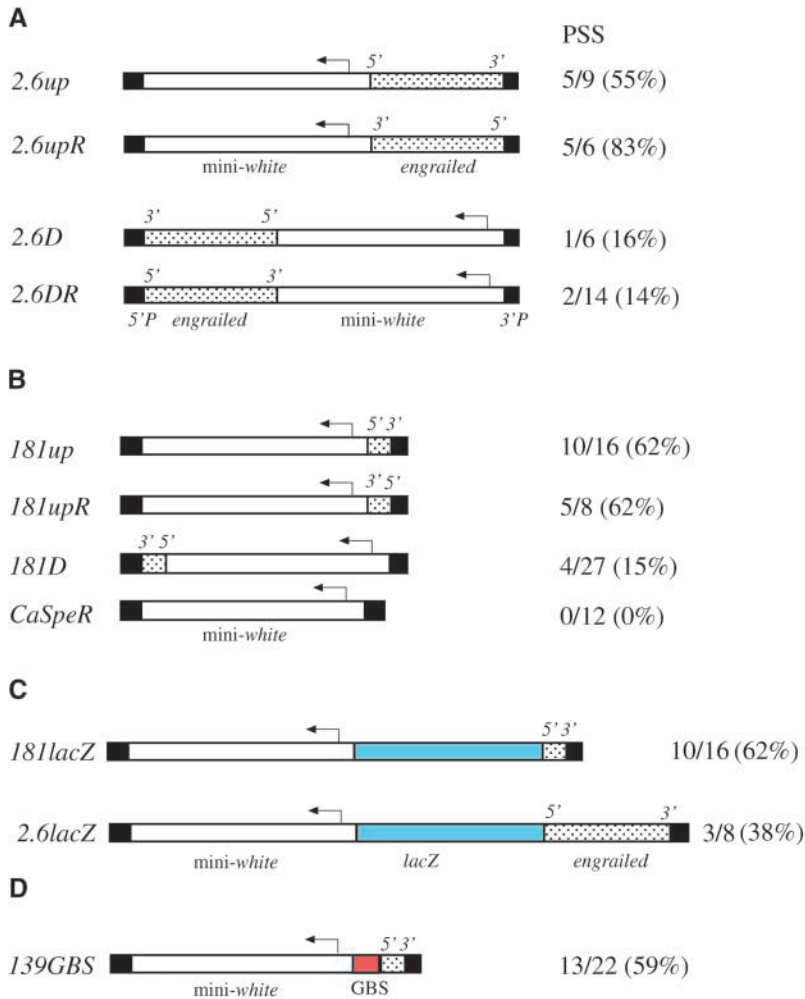 A
PSS
5’ 3’
2.6up 5/9 (55%)
3’ 5’
2.6upR 5/6 (83%)
mini-white engrailed
3’ 5’
2.6D 1/6 (16%)
5’ 3’
2.6DR 2/14 (14%)
5’P engrailed mini-white 3’P
B
5’ 3’
181up 10/16 (62%)
3’ 5’
181upR 5/8 (62%)
3’ 5’
181D 4/27 (15%)
CaSpeR 0/12 (0%)
mini-white
C
5’ 3’
181lacZ 10/16 (62%)
5’ 3’
2.6lacZ 3/8 (38%)
mini-white lacZ engrailed
D
5’ 3’
139GBS 13/22 (59%)
mini-white GBS